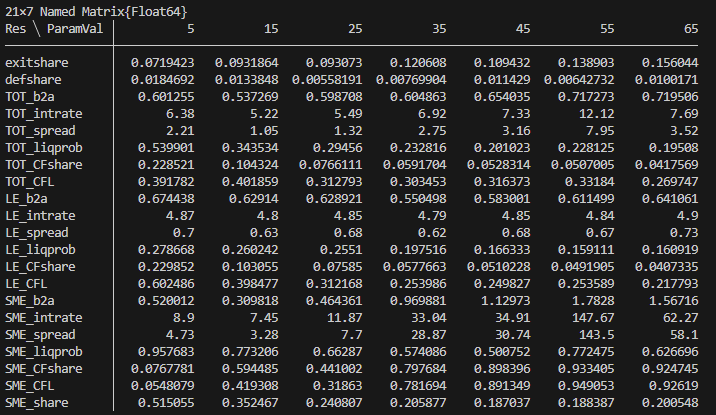 21×7 Named Matrix{Float64}
Res ╲ ParamVal │ 5 15 25 35 45 55 65
exitshare 0.0719423 0.0931864 0.093073 0.120608 0.109432 0.138903 0.156044
defshare 0.0184692 0.0133848 0.00558191 0.00769904 0.011429 0.00642732 0.0100171
TOT_b2a 0.601255 0.537269 0.598708 0.604863 0.654035 0.717273 0.719506
TOT_intrate 6.38 5.22 5.49 6.92 7.33 12.12 7.69
TOT_spread 2.21 1.05 1.32 2.75 3.16 7.95 3.52
TOT_liqprob 0.539901 0.343534 0.29456 0.232816 0.201023 0.228125 0.19508
TOT_CFshare 0.228521 0.104324 0.0766111 0.0591704 0.0528314 0.0507005 0.0417569
TOT_CFL 0.391782 0.401859 0.312793 0.303453 0.316373 0.33184 0.269747
LE_b2a 0.674438 0.62914 0.628921 0.550498 0.583001 0.611499 0.641061
LE_intrate 4.87 4.8 4.85 4.79 4.85 4.84 4.9
LE_spread 0.7 0.63 0.68 0.62 0.68 0.67 0.73
LE_liqprob 0.278668 0.260242 0.2551 0.197516 0.166333 0.159111 0.160919
LE_CFshare 0.229852 0.103055 0.07585 0.0577663 0.0510228 0.0491905 0.0407335
LE_CFL 0.602486 0.398477 0.312168 0.253986 0.249827 0.253589 0.217793
SME_b2a 0.520012 0.309818 0.464361 0.969881 1.12973 1.7828 1.56716
SME_intrate 8.9 7.45 11.87 33.04 34.91 147.67 62.27
SME_spread 4.73 3.28 7.7 28.87 30.74 143.5 58.1
SME_liqprob 0.957683 0.773206 0.66287 0.574086 0.500752 0.772475 0.626696
SME_CFshare 0.0767781 0.594485 0.441002 0.797684 0.898396 0.933405 0.924745
SME_CFL 0.0548079 0.419308 0.31863 0.781694 0.891349 0.949053 0.92619
SME_share 0.515055 0.352467 0.240807 0.205877 0.187037 0.188387 0.200548